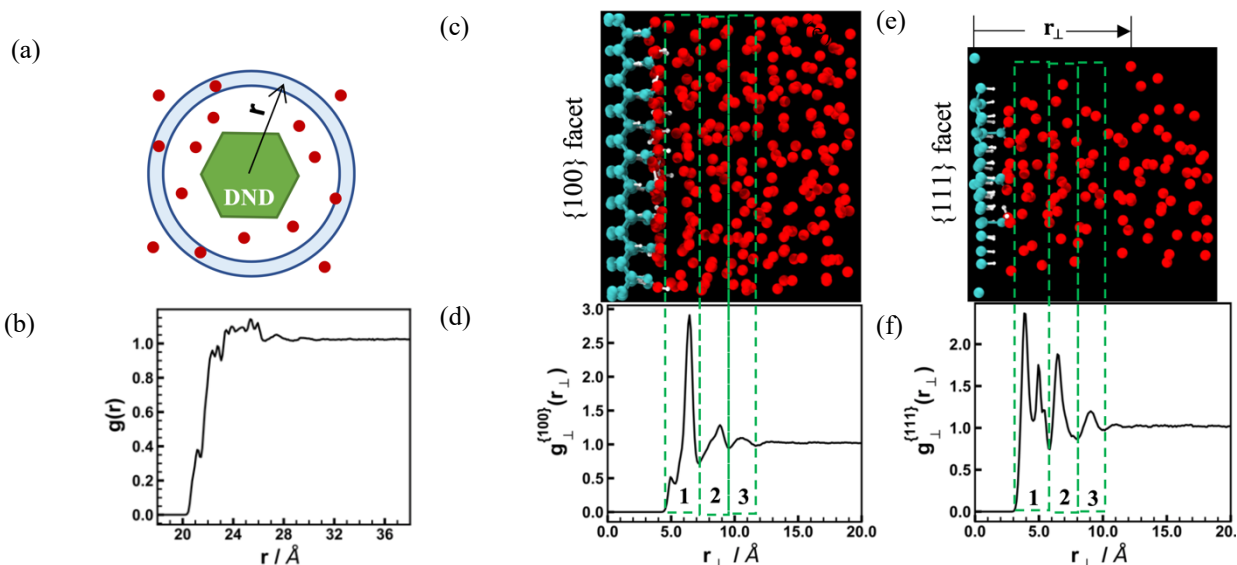 (a)
r
DND
(b)
g(r)
1.0
0.8
0.6
0.4
0.2
0.0
20 24 28 32 36
r / Å
(c)
{100} facet
(d)
g⊥^{100}(r⊥)
3.0
2.5
2.0
1.5
1.0
0.5
0.0
1 2 3
0.0 5.0 10.0 15.0 20.0
r⊥ / Å
(e)
r⊥
{111} facet
(f)
g⊥^{111}(r⊥)
2.0
1.5
1.0
0.5
0.0
1 2 3
0.0 5.0 10.0 15.0 20.0
r⊥ / Å